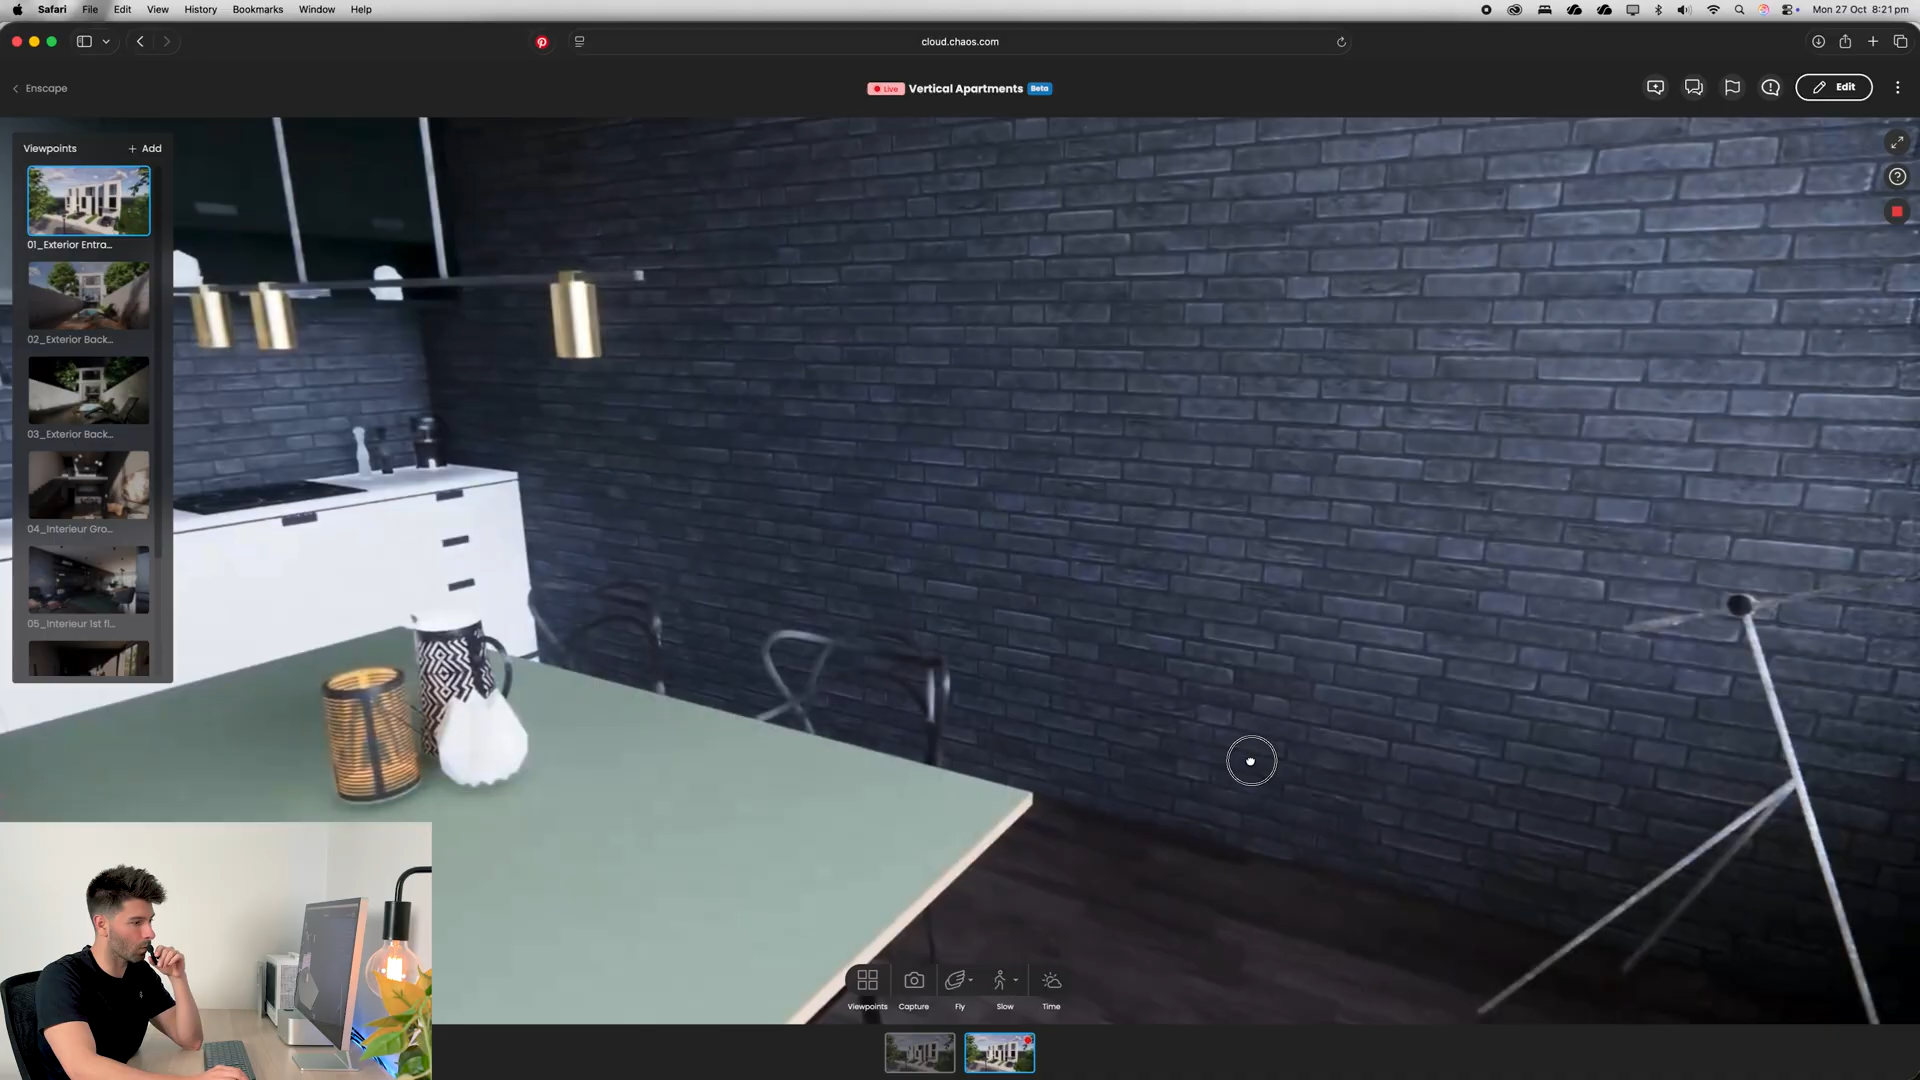 Safari File Edit View History Bookmarks Window Help
Mon 27 Oct 8:21 pm
cloud.chaos.com
Enscape
Live Vertical Apartments Beta
Edit
Viewpoints + Add
01_Exterior Entra...
02_Exterior Back...
03_Exterior Back...
04_Interieur Gro...
05_Interieur 1st fl...
Viewpoints Capture Fly Slow Time